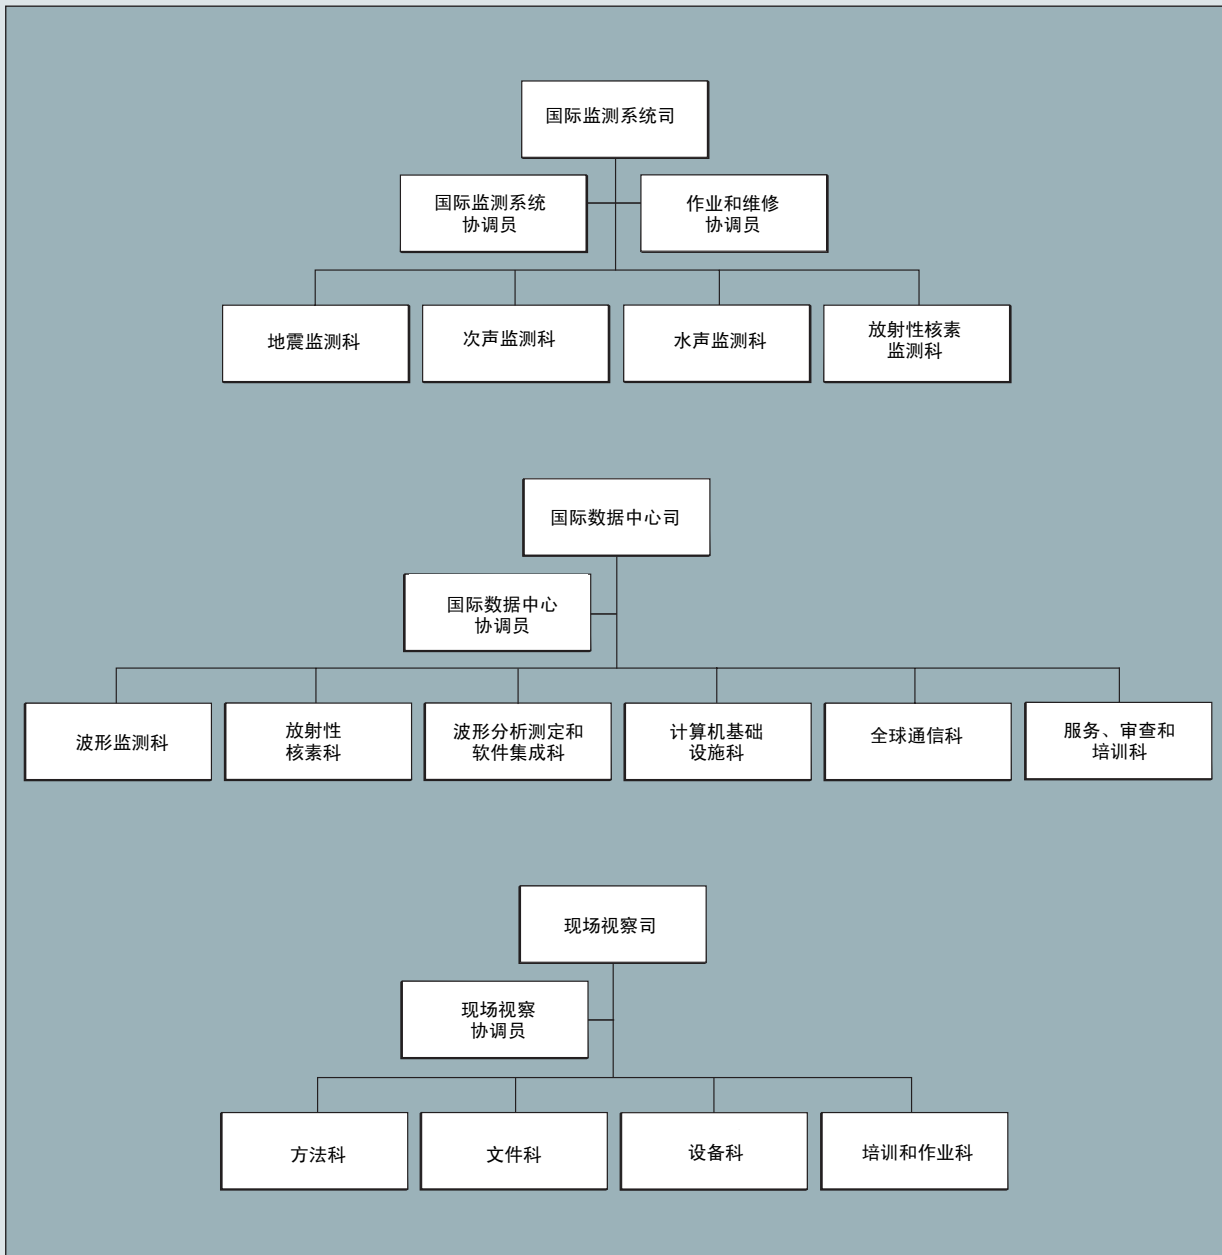 国际监测系统司
国际监测系统
协调员
作业和维修
协调员
地震监测科
次声监测科
水声监测科
放射性核素
监测科
国际数据中心司
国际数据中心
协调员
波形监测科
放射性
核素科
波形分析测定和
软件集成科
计算机基础
设施科
全球通信科
服务、审查和
培训科
现场视察司
现场视察
协调员
方法科
文件科
设备科
培训和作业科